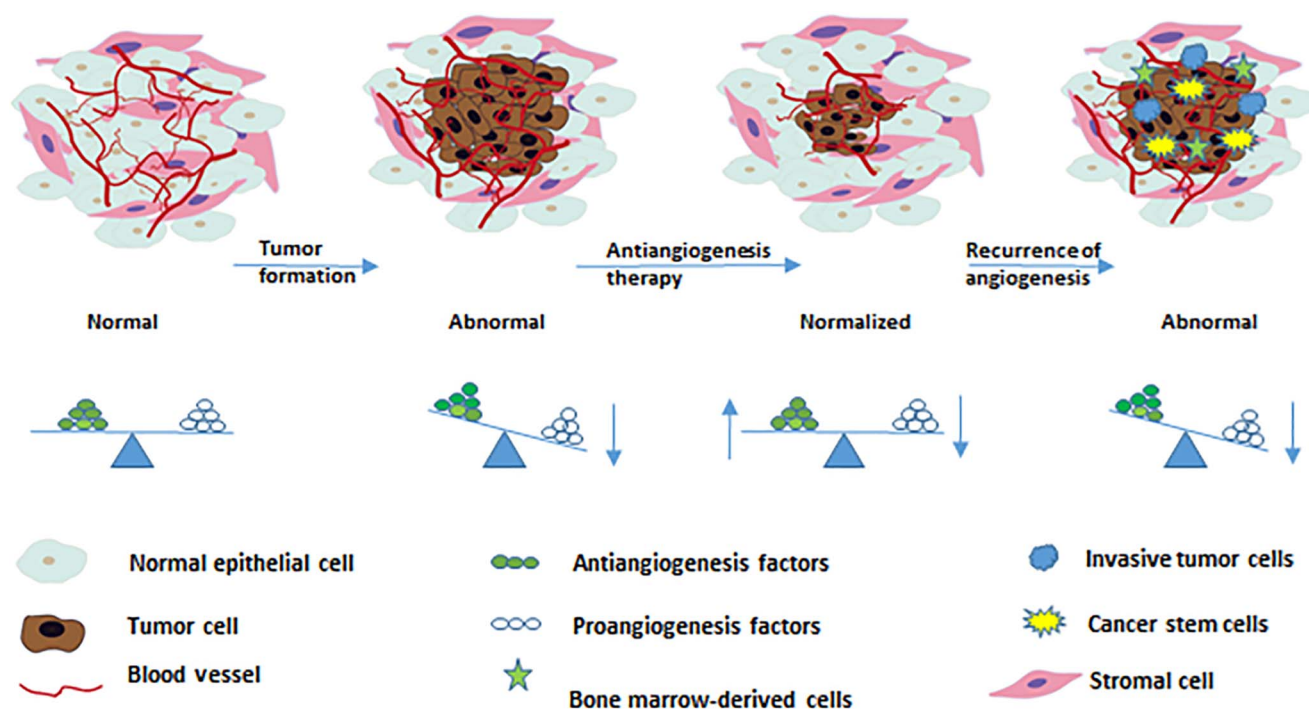 Tumor
formation
Antiangiogenesis
therapy
Recurrence of
angiogenesis
Normal
Abnormal
Normalized
Abnormal
Normal epithelial cell
Antiangiogenesis factors
Invasive tumor cells
Tumor cell
Proangiogenesis factors
Cancer stem cells
Blood vessel
Bone marrow-derived cells
Stromal cell